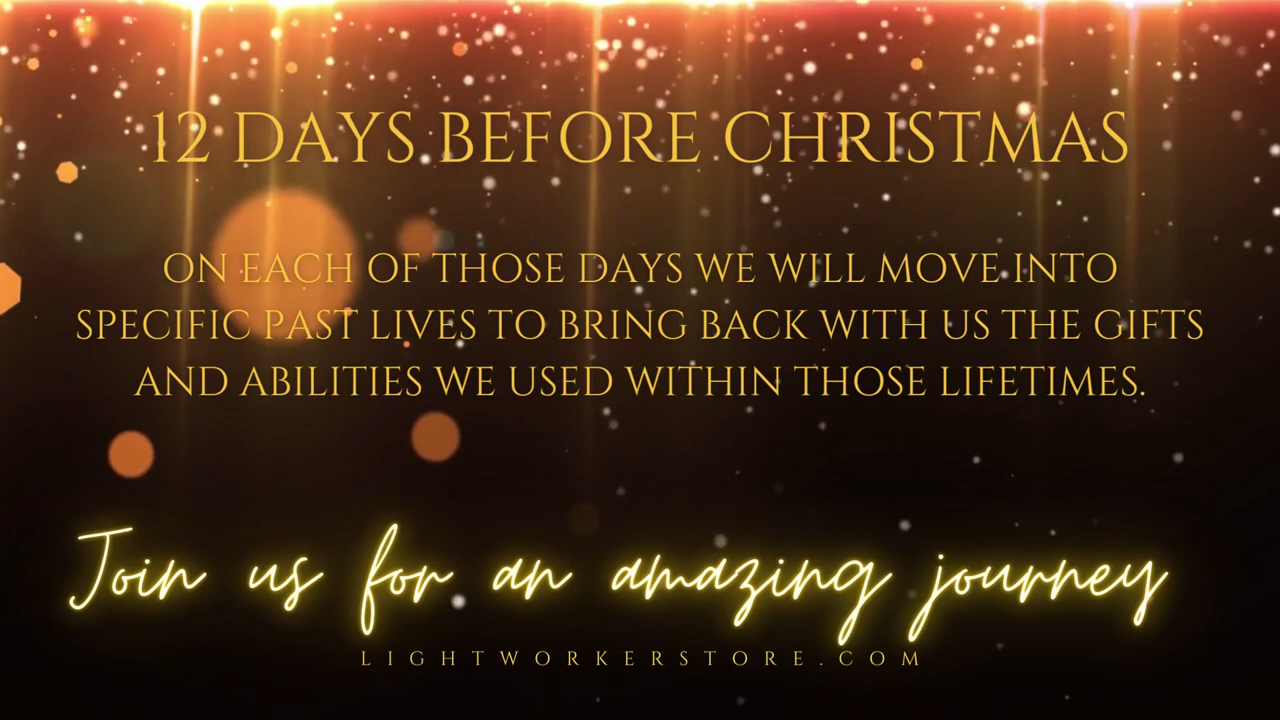 12 DAYS BEFORE CHRISTMAS
ON EACH OF THOSE DAYS WE WILL MOVE INTO
SPECIFIC PAST LIVES TO BRING BACK WITH US THE GIFTS
AND ABILITIES WE USED WITHIN THOSE LIFETIMES.
Join us for an amazing journey
LIGHTWORKERSTORE.COM